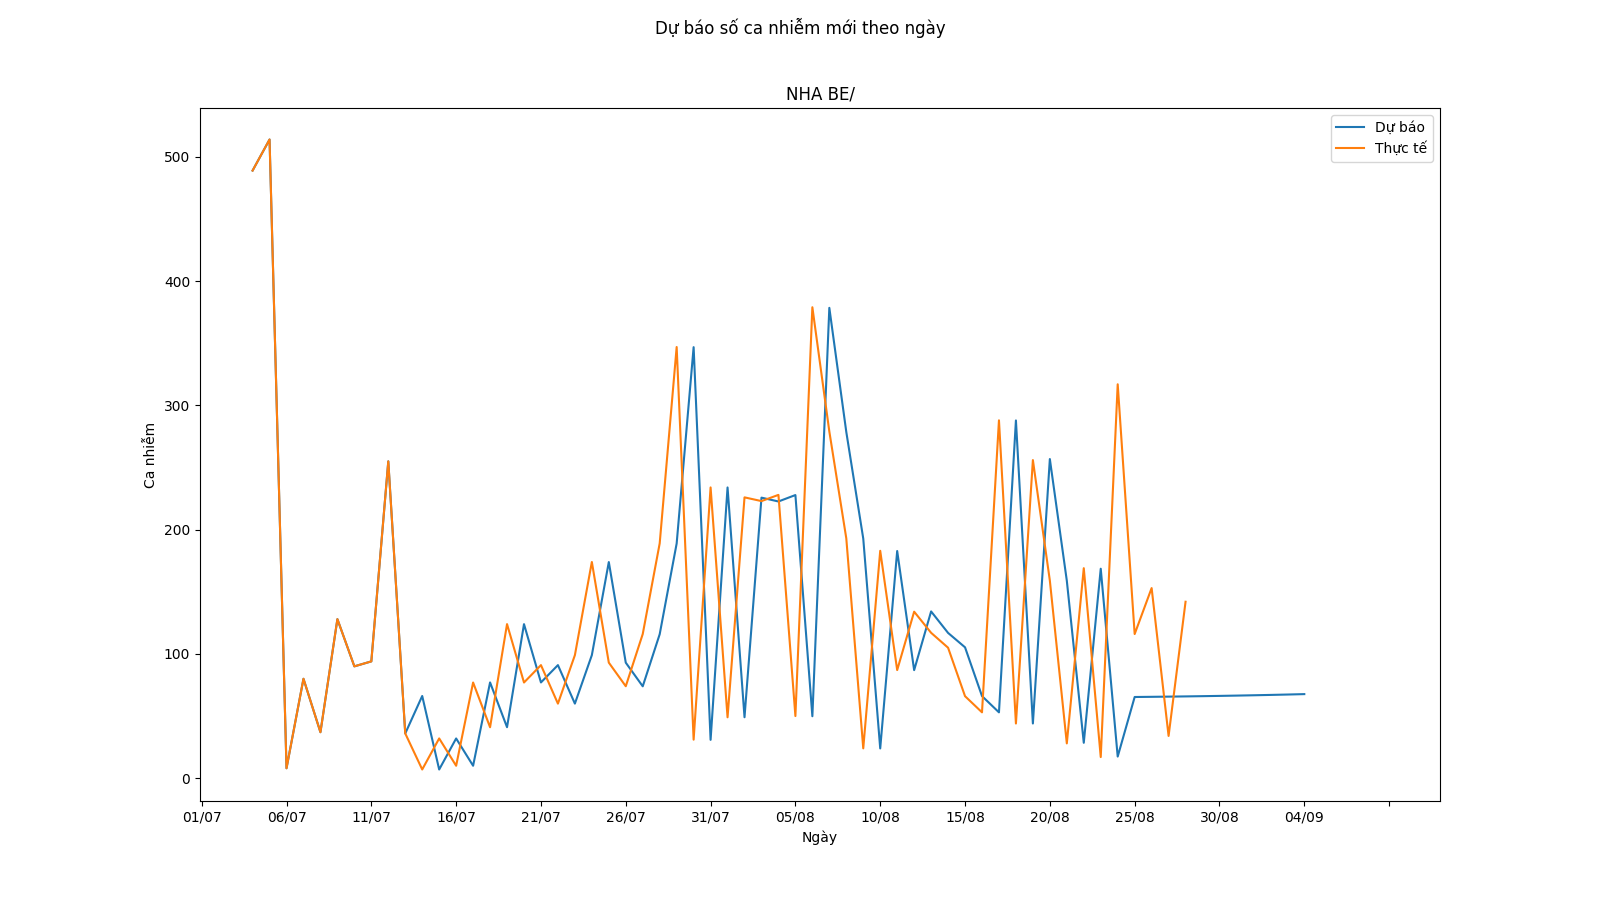 Dự báo số ca nhiễm mới theo ngày
NHA BE/
Dự báo
Thực tế
500
400
300
200
100
0
Ca nhiễm
01/07 06/07 11/07 16/07 21/07 26/07 31/07 05/08 10/08 15/08 20/08 25/08 30/08 04/09
Ngày